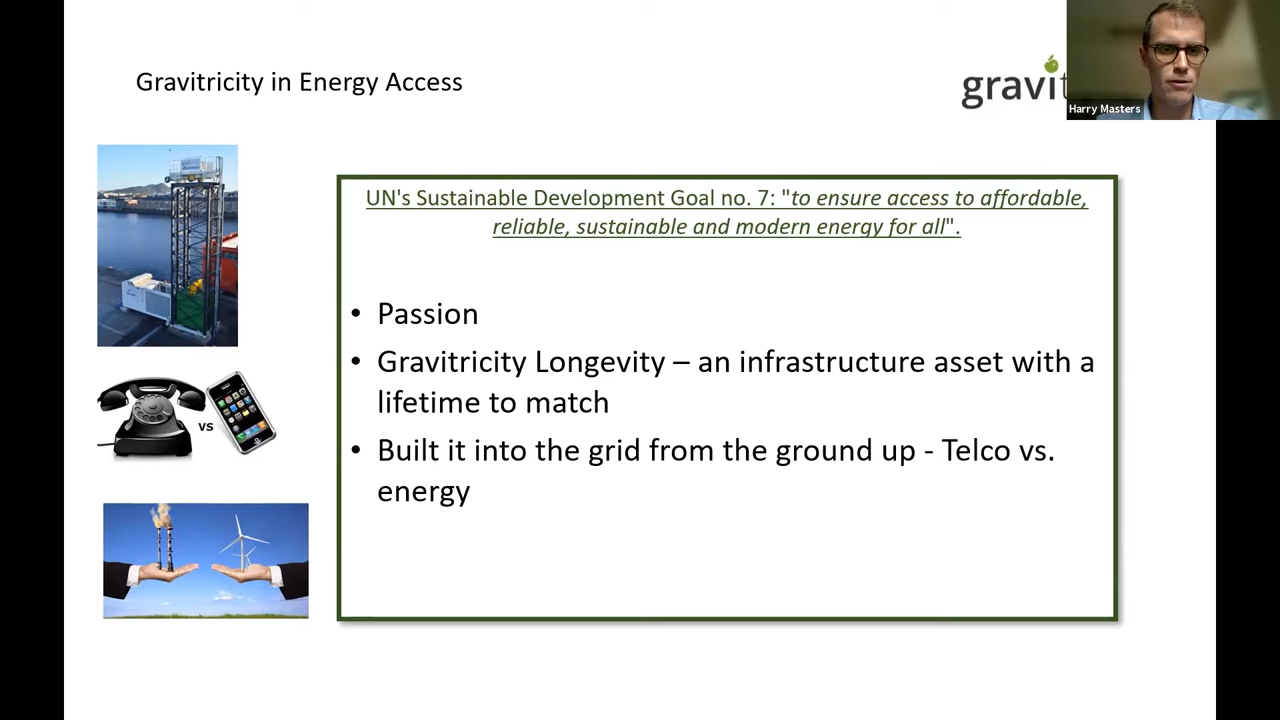 Gravitricity in Energy Access
gravit
Harry Masters
UN's Sustainable Development Goal no. 7: "to ensure access to affordable,
reliable, sustainable and modern energy for all".
• Passion
• Gravitricity Longevity – an infrastructure asset with a
lifetime to match
• Built it into the grid from the ground up - Telco vs.
energy
vs